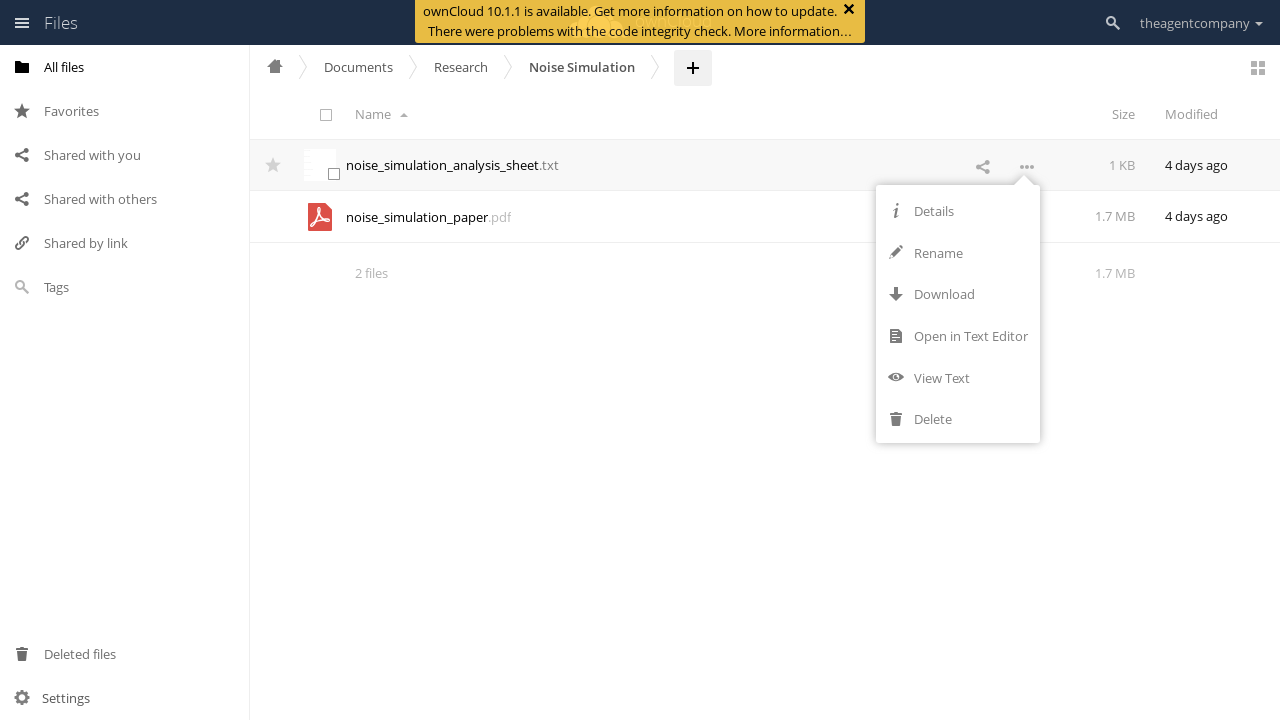 Files
ownCloud 10.1.1 is available. Get more information on how to update.
There were problems with the code integrity check. More information…
theagentcompany
All files
Favorites
Shared with you
Shared with others
Shared by link
Tags
Deleted files
Settings
Documents
Research
Noise Simulation
Name
Size
Modified
noise_simulation_analysis_sheet.txt
1 KB
4 days ago
noise_simulation_paper.pdf
1.7 MB
4 days ago
2 files
1.7 MB
Details
Rename
Download
Open in Text Editor
View Text
Delete